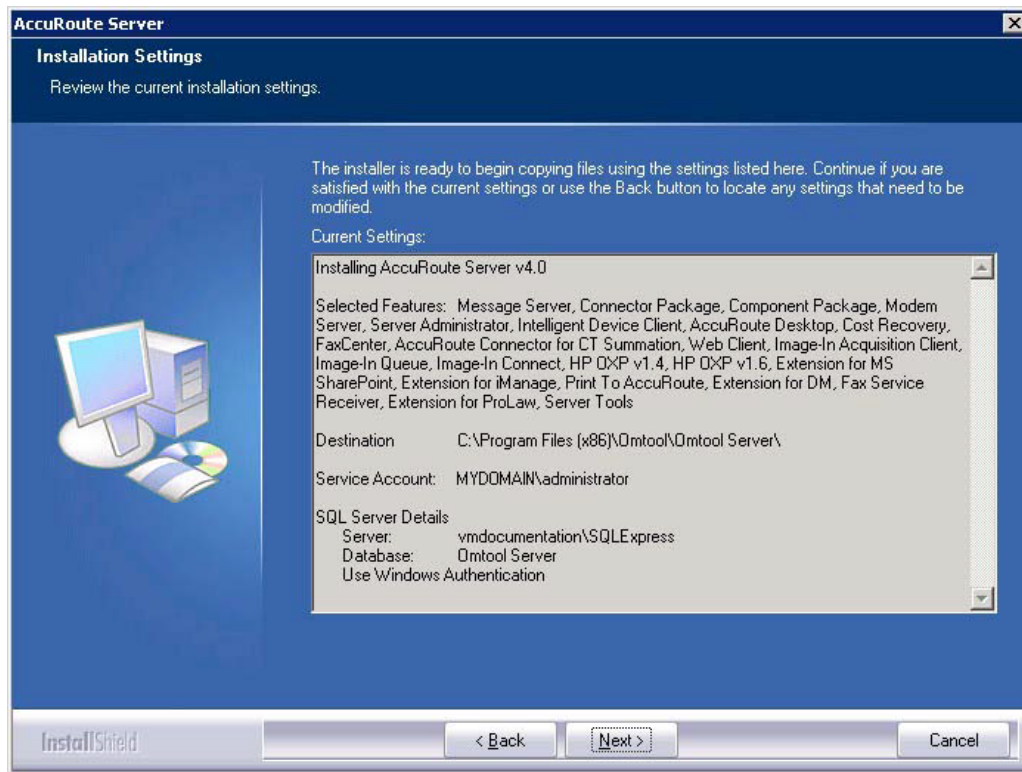 AccuRoute Server
Installation Settings
Review the current installation settings.
The installer is ready to begin copying files using the settings listed here. Continue if you are
satisfied with the current settings or use the Back button to locate any settings that need to be
modified.
Current Settings:
Installing AccuRoute Server v4.0
Selected Features: Message Server, Connector Package, Component Package, Modem
Server, Server Administrator, Intelligent Device Client, AccuRoute Desktop, Cost Recovery,
FaxCenter, AccuRoute Connector for CT Summation, Web Client, Image-In Acquisition Client,
Image-In Queue, Image-In Connect, HP OXP v1.4, HP OXP v1.6, Extension for MS
SharePoint, Extension for iManage, Print To AccuRoute, Extension for DM, Fax Service
Receiver, Extension for ProLaw, Server Tools
Destination C:\Program Files (x86)\Omtool\Omtool Server\
Service Account: MYDOMAIN\administrator
SQL Server Details
Server: vmdocumentation\SQLExpress
Database: Omtool Server
Use Windows Authentication
InstallShield
< Back
Next >
Cancel